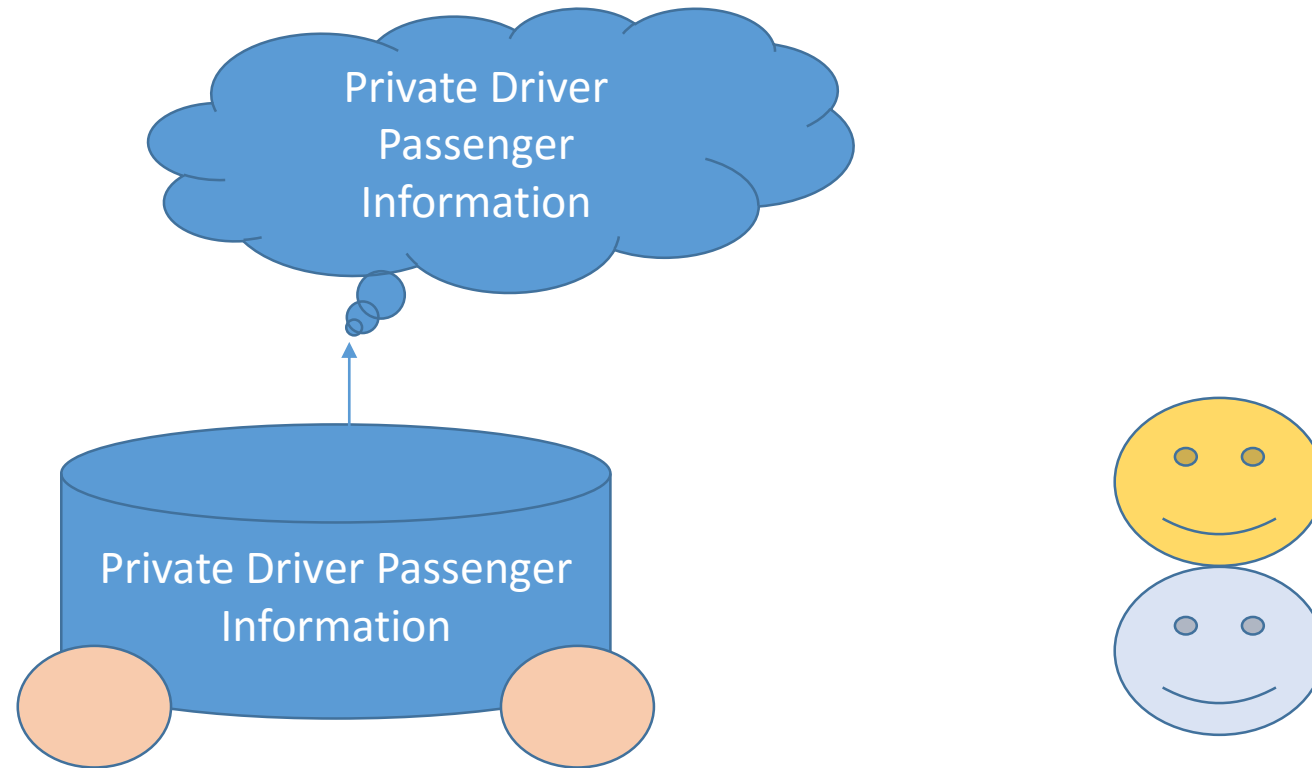 Private Driver
Passenger
Information
Private Driver Passenger
Information